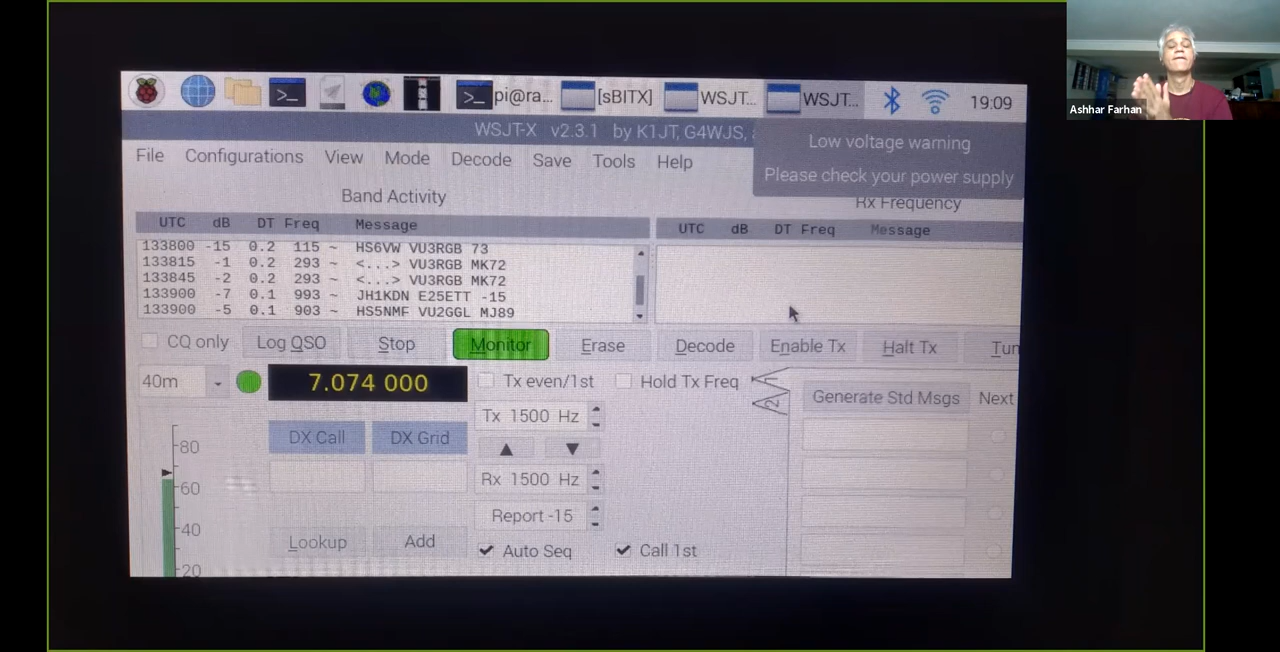 pi@ra... [sBITX] WSJT... WSJT... 19:09
WSJT-X v2.3.1 by K1JT, G4WJS,
Low voltage warning
Please check your power supply
File Configurations View Mode Decode Save Tools Help
Band Activity
Rx Frequency
UTC dB DT Freq Message
133800 -15 0.2 115 ~ HS6VW VU3RGB 73
133815 -1 0.2 293 ~ <...> VU3RGB MK72
133845 -2 0.2 293 ~ <...> VU3RGB MK72
133900 -7 0.1 993 ~ JH1KDN E25ETT -15
133900 -5 0.1 903 ~ HS5NMF VU2GGL MJ89
UTC dB DT Freq Message
CQ only Log QSO Stop Monitor Erase Decode Enable Tx Halt Tx Tun
40m 7.074 000 Tx even/1st Hold Tx Freq
Tx 1500 Hz
DX Call DX Grid
Rx 1500 Hz
Report -15
Lookup Add
Auto Seq Call 1st
1
2
Generate Std Msgs Next
80
60
40
20
Ashhar Farhan